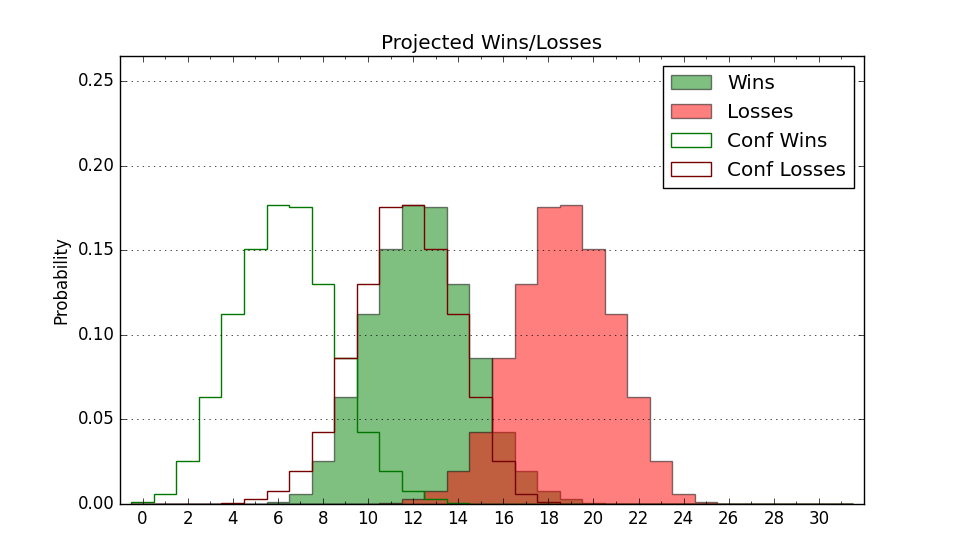 Projected Wins/Losses
Wins
Losses
Conf Wins
Conf Losses
Probability
0.25
0.20
0.15
0.10
0.05
0.00
0 2 4 6 8 10 12 14 16 18 20 22 24 26 28 30